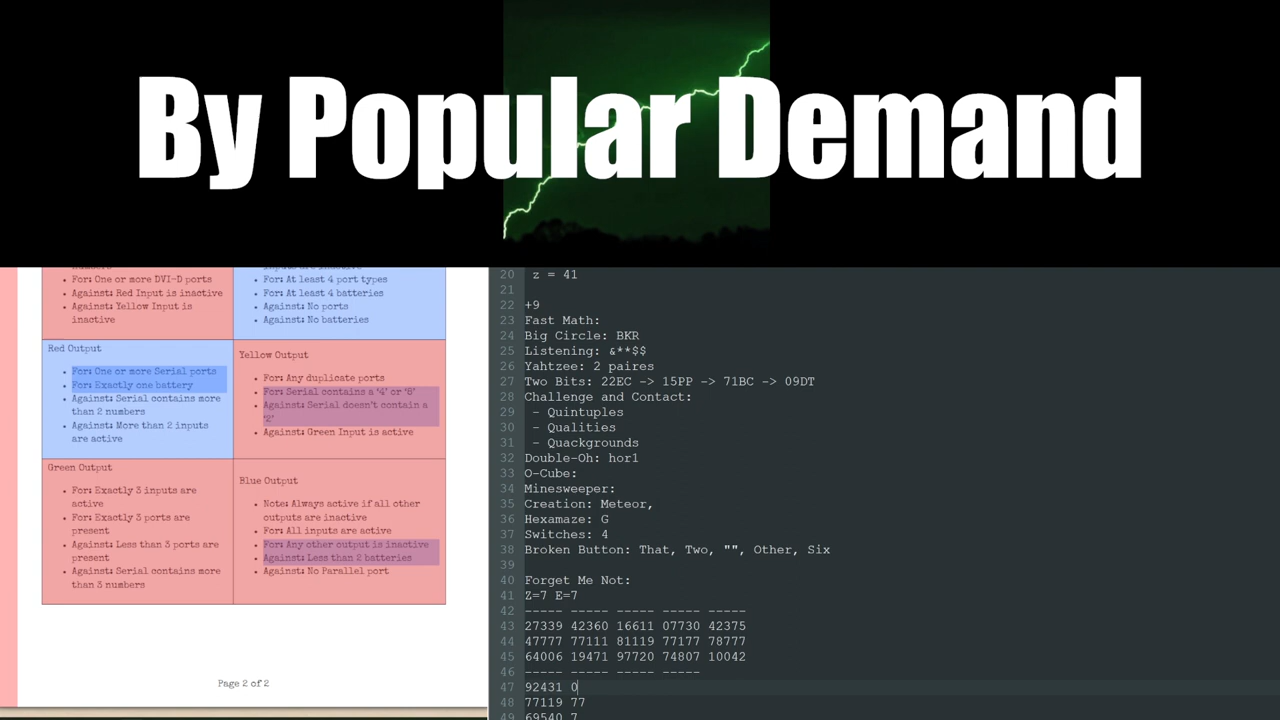 By Popular Demand
For: One or more DVI-D ports
Against: Red Input is inactive
Against: Yellow Input is
inactive
inputs are inactive
For: At least 4 port types
For: At least 4 batteries
Against: No ports
Against: No batteries
Red Output
For: One or more Serial ports
For: Exactly one battery
Against: Serial contains more
than 2 numbers
Against: More than 2 inputs
are active
Yellow Output
For: Any duplicate ports
For: Serial contains a '4' or '8'
Against: Serial doesn't contain a
'2'
Against: Green Input is active
Green Output
For: Exactly 3 inputs are
active
For: Exactly 3 ports are
present
Against: Less than 3 ports are
present
Against: Serial contains more
than 3 numbers
Blue Output
Note: Always active if all other
outputs are inactive
For: All inputs are active
For: Any other output is inactive
Against: Less than 2 batteries
Against: No Parallel port
Page 2 of 2
20 z = 41
21
22 +9
23 Fast Math:
24 Big Circle: BKR
25 Listening: &**$$
26 Yahtzee: 2 paires
27 Two Bits: 22EC -> 15PP -> 71BC -> 09DT
28 Challenge and Contact:
29 - Quintuples
30 - Qualities
31 - Quackgrounds
32 Double-Oh: hor1
33 O-Cube:
34 Minesweeper:
35 Creation: Meteor,
36 Hexamaze: G
37 Switches: 4
38 Broken Button: That, Two, "", Other, Six
39
40 Forget Me Not:
41 Z=7 E=7
42 ----- ----- ----- ----- -----
43 27339 42360 16611 07730 42375
44 47777 77111 81119 77177 78777
45 64006 19471 97720 74807 10042
46 ----- ----- ----- -----
47 92431 0
48 77119 77
49 69540 7